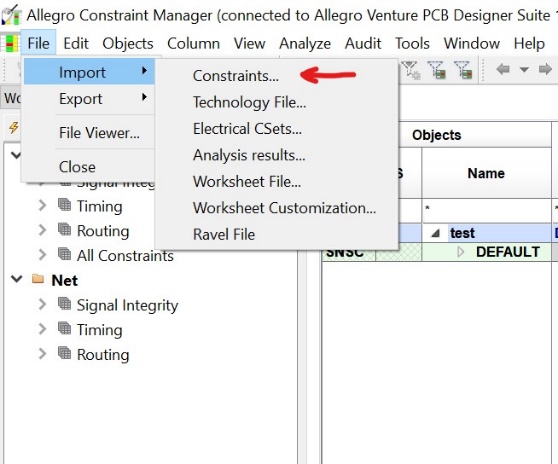 Allegro Constraint Manager (connected to Allegro Venture PCB Designer Suite
File Edit Objects Column View Analyze Audit Tools Window Help
Import
Export
File Viewer...
Close
Constraints...
Technology File...
Electrical CSets...
Analysis results...
Worksheet File...
Worksheet Customization...
Ravel File
Objects
S Name
* *
test D
SNSC DEFAULT
Signal Integ
Timing
Routing
All Constraints
Net
Signal Integrity
Timing
Routing